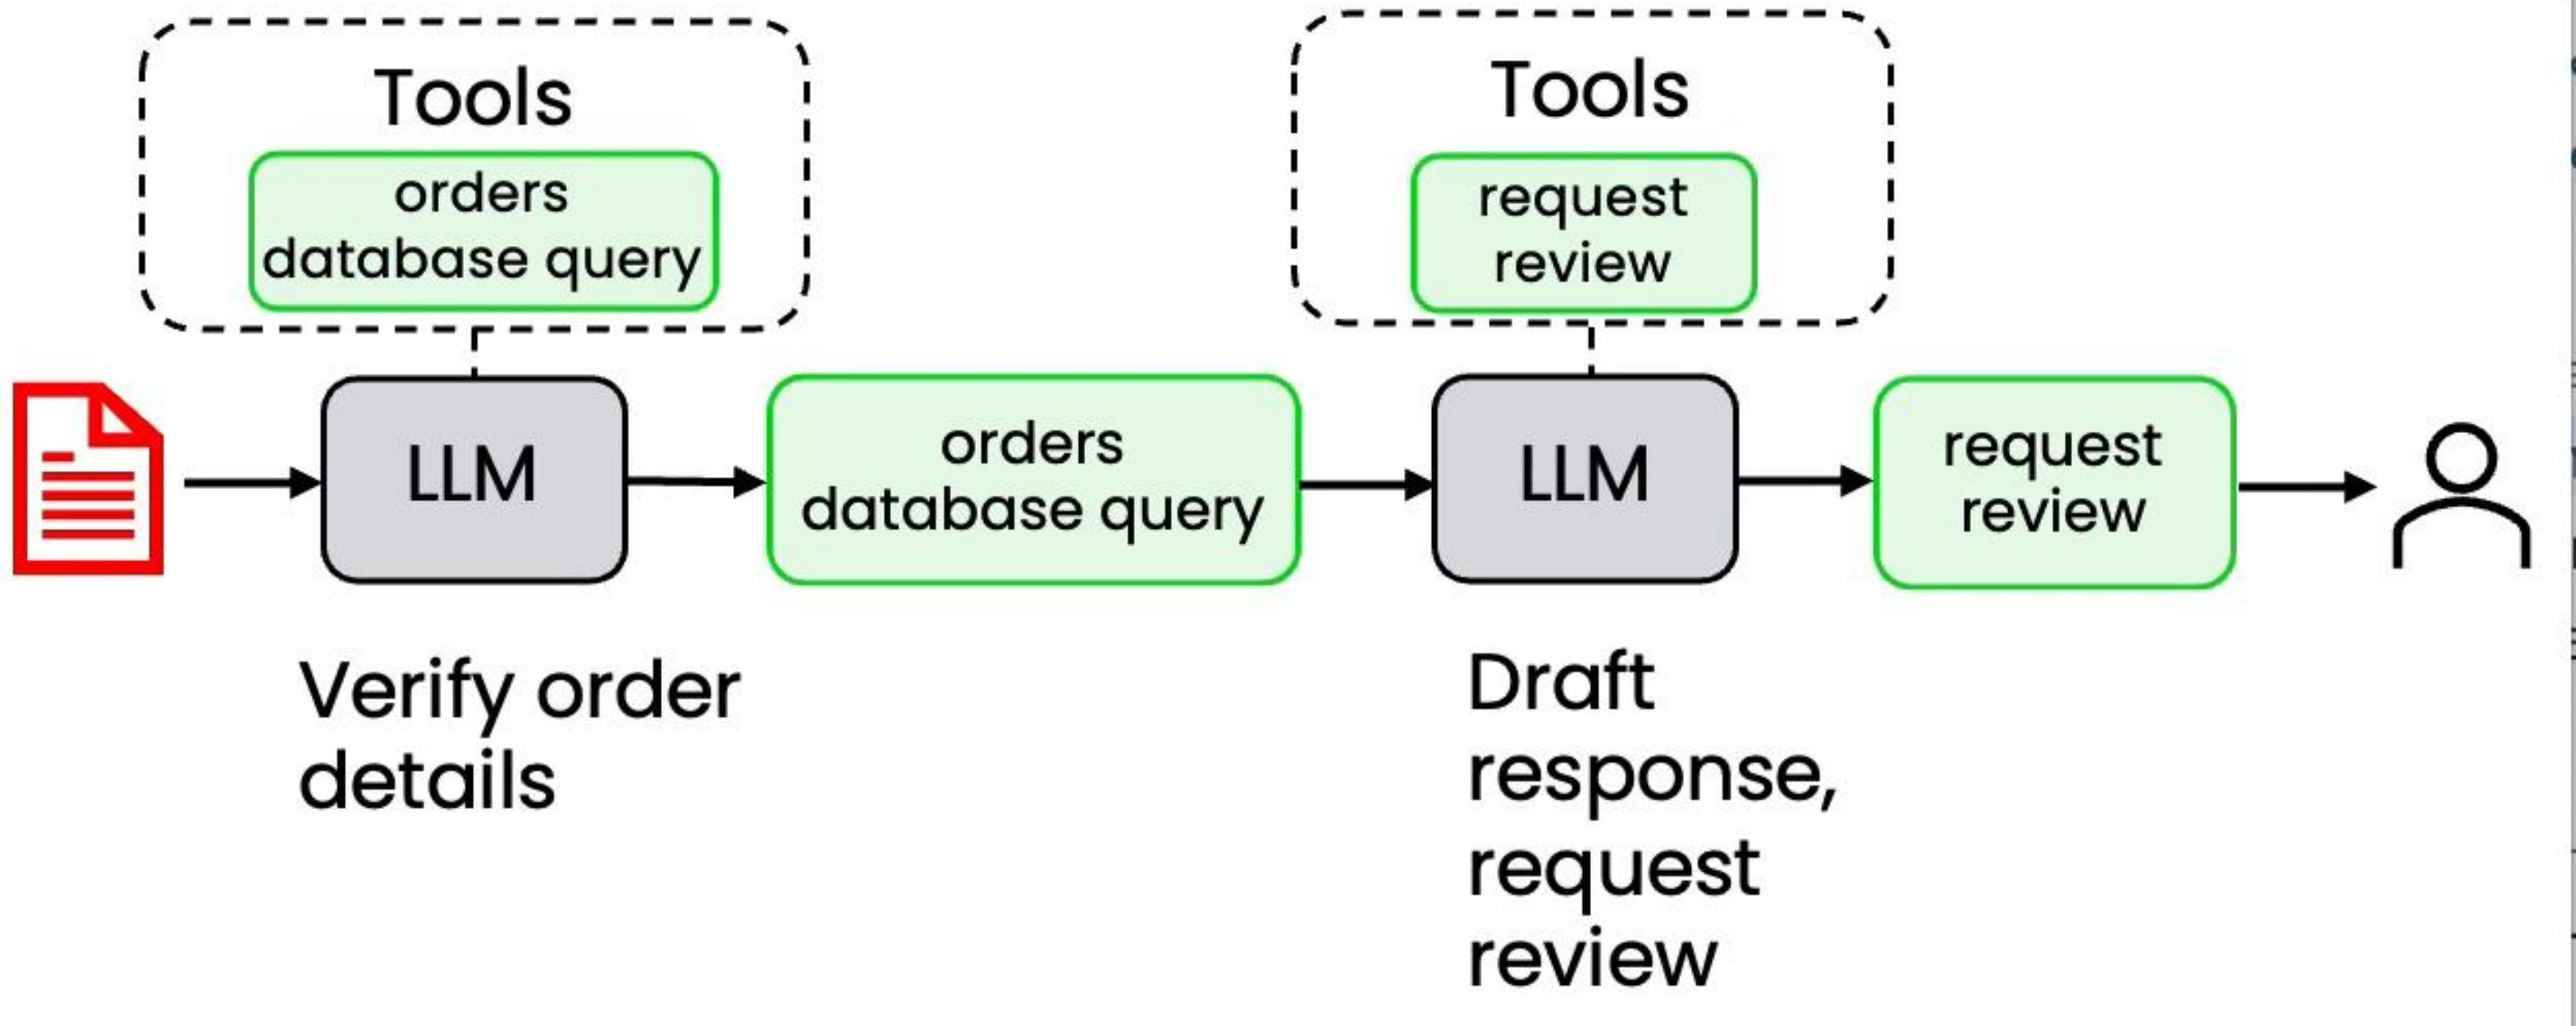 Tools
orders
database query
Tools
request
review
LLM
orders
database query
LLM
request
review
Verify order
details
Draft
response,
request
review